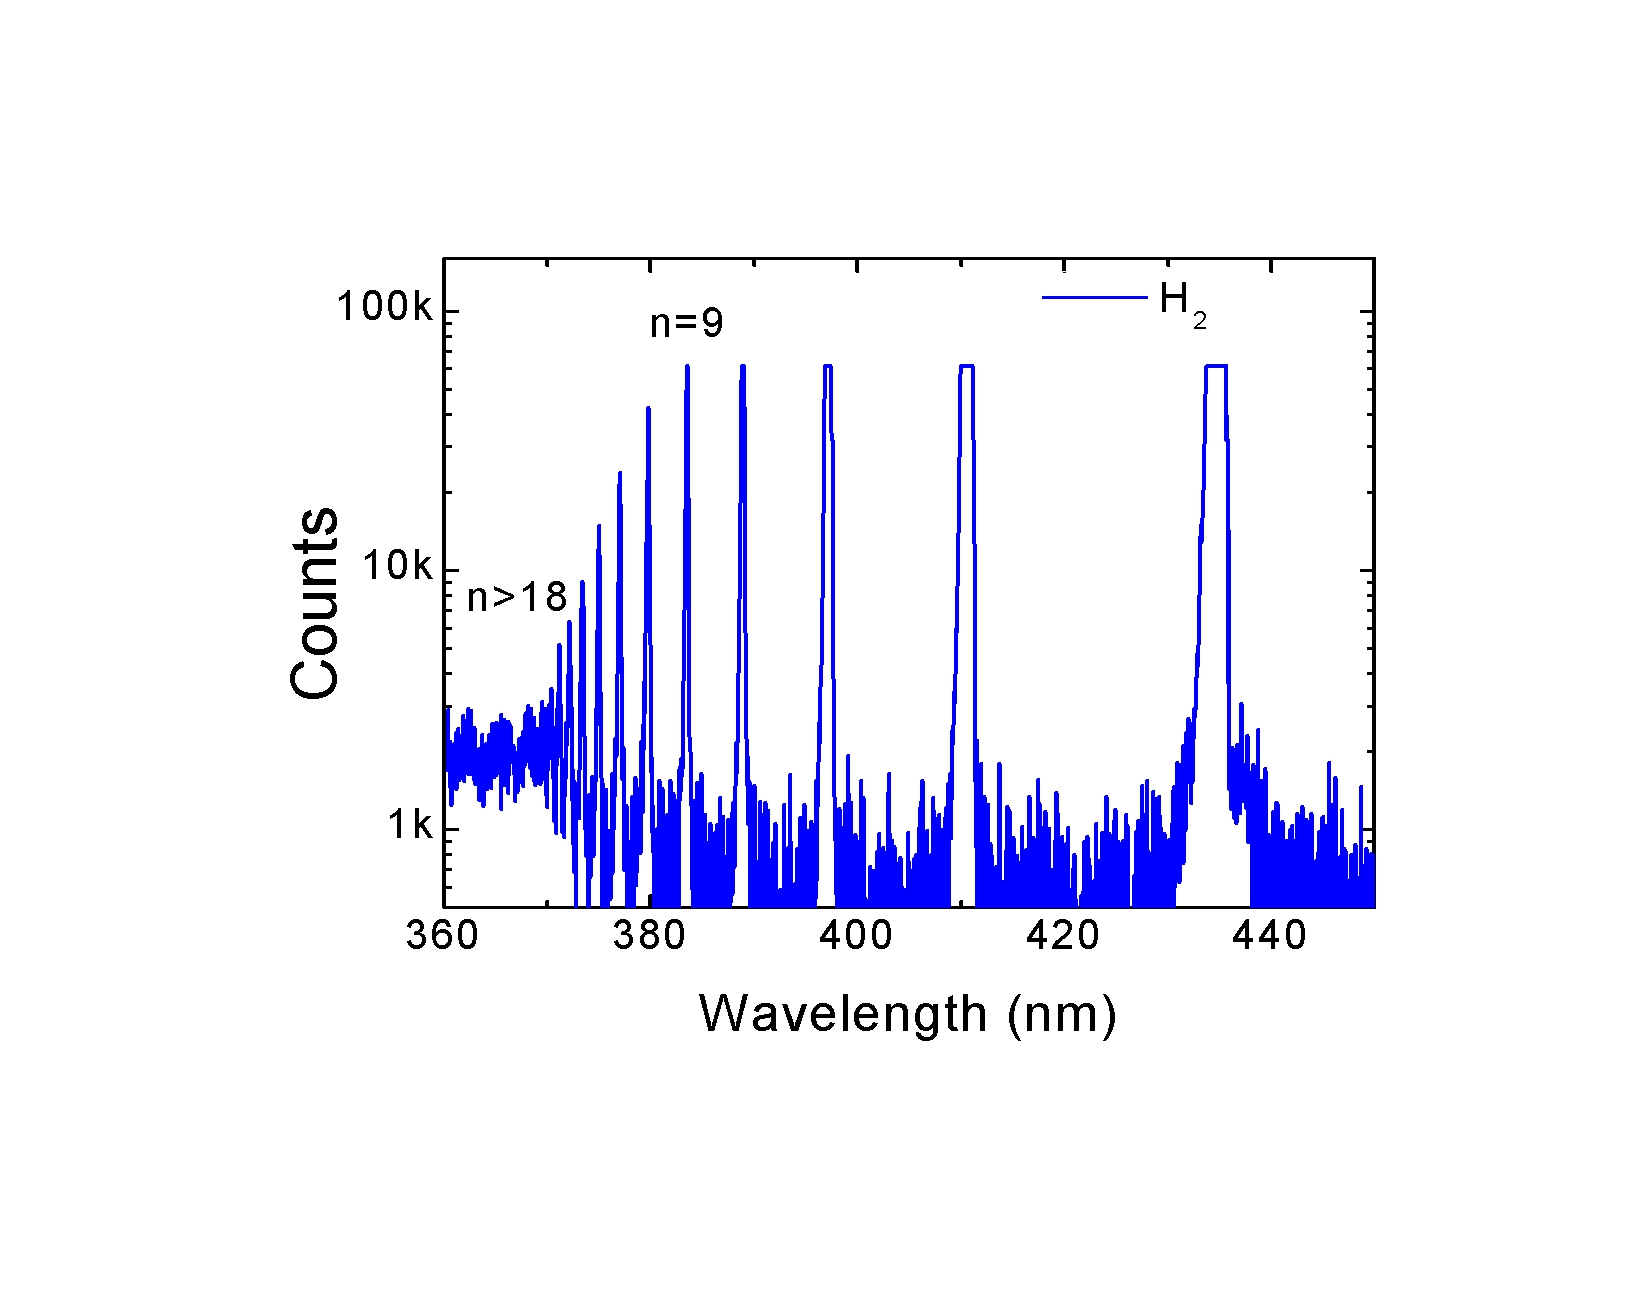 100k
10k
1k
Counts
n=9
n>18
H2
360 380 400 420 440
Wavelength (nm)